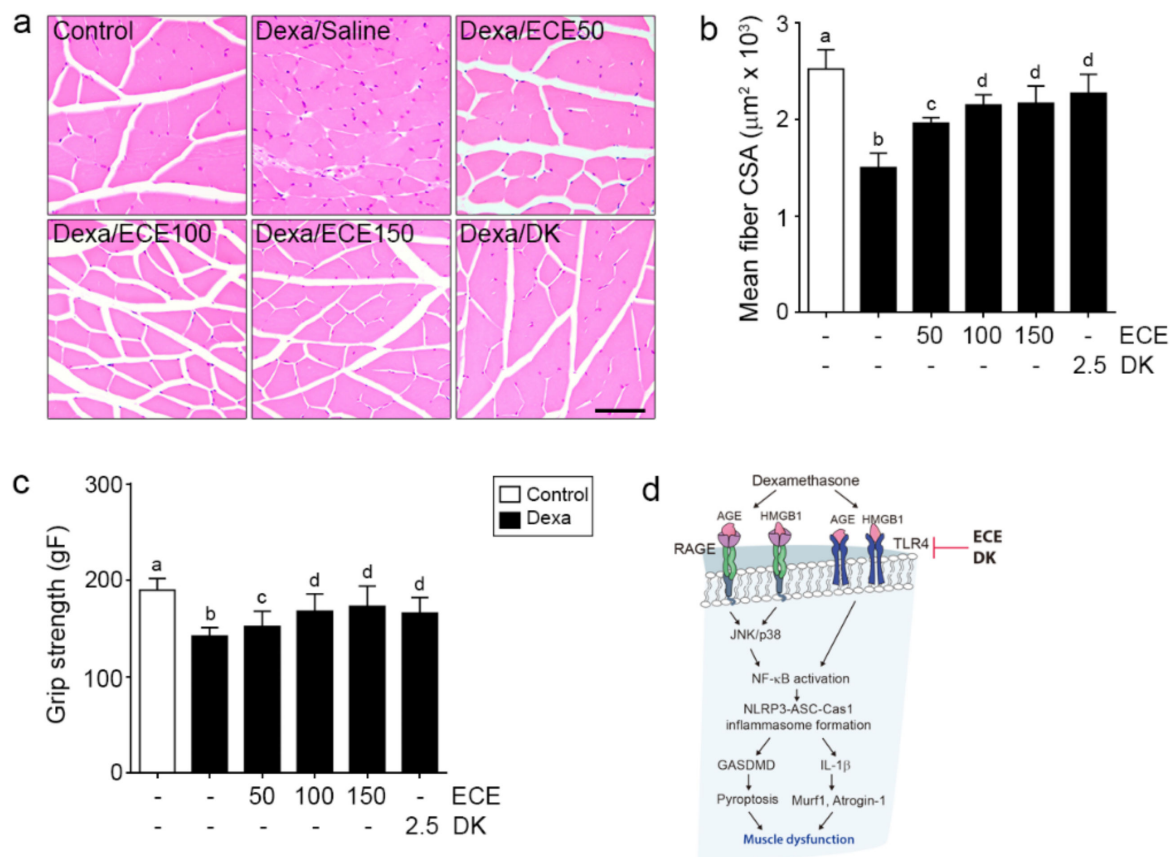 a
Control
Dexa/Saline
Dexa/ECE50
Dexa/ECE100
Dexa/ECE150
Dexa/DK
b
Mean fiber CSA (μm² x 10³)
3
2
1
0
a
b
c
d
d
d
- - 50 100 150 - ECE
- - - - - 2.5 DK
c
Grip strength (gF)
300
200
100
0
a
b
c
d
d
d
- - 50 100 150 - ECE
- - - - - 2.5 DK
Control
Dexa
d
Dexamethasone
AGE HMGB1 AGE HMGB1
RAGE TLR4
ECE
DK
JNK/p38
NF-κB activation
NLRP3-ASC-Cas1
inflammasome formation
GASDMD IL-1β
Pyroptosis Murf1, Atrogin-1
Muscle dysfunction